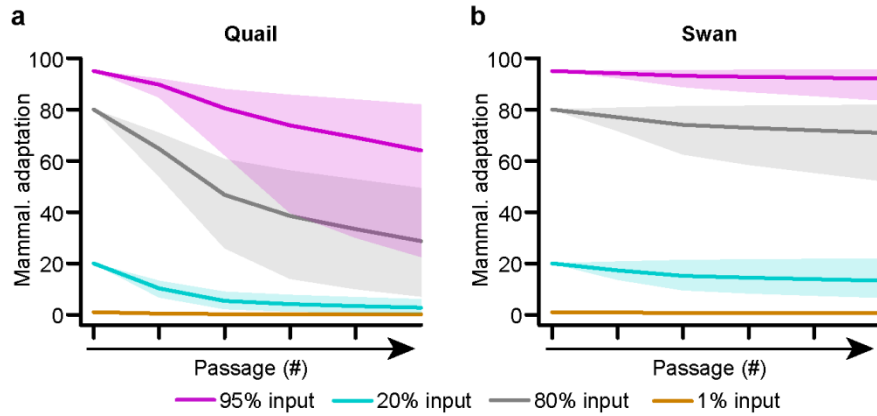 a
Quail
Mammal. adaptation
100
80
60
40
20
0
Passage (#)
b
Swan
Mammal. adaptation
100
80
60
40
20
0
Passage (#)
95% input 20% input 80% input 1% input